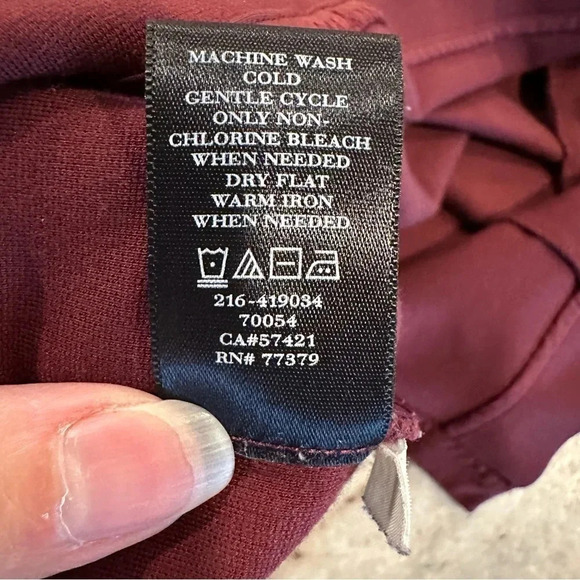 MACHINE WASH
COLD
GENTLE CYCLE
ONLY NON-
CHLORINE BLEACH
WHEN NEEDED
DRY FLAT
WARM IRON
WHEN NEEDED
216-419034
70054
CA#57421
RN# 77379